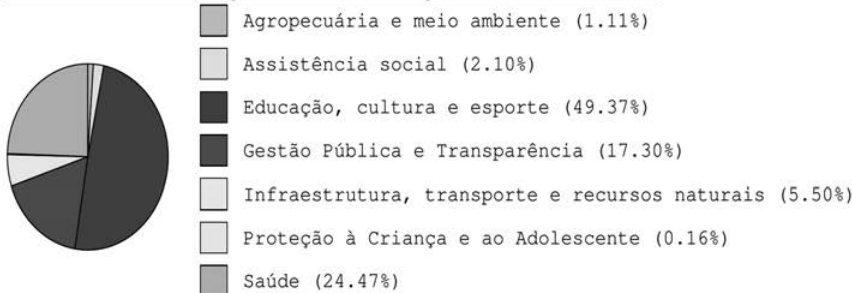 Agropecuária e meio ambiente (1.11%)
Assistência social (2.10%)
Educação, cultura e esporte (49.37%)
Gestão Pública e Transparência (17.30%)
Infraestrutura, transporte e recursos naturais (5.50%)
Proteção à Criança e ao Adolescente (0.16%)
Saúde (24.47%)